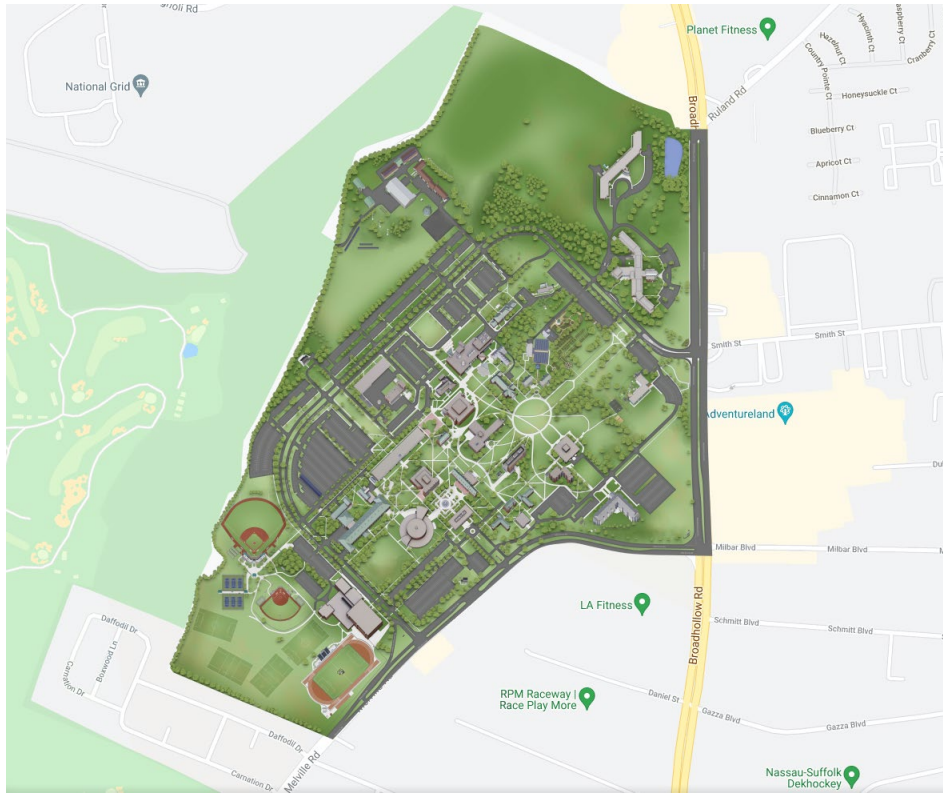 Planet Fitness
Hyacinth Ct
Hazelnut Ct
Cranberry Ct
Country Pointe Ct
National Grid
Honeysuckle Ct
Ruland Rd
Blueberry Ct
Apricot Ct
Cinnamon Ct
Smith St
Smith St
Adventureland
Milbar Blvd
Milbar Blvd
LA Fitness
Broadhollow Rd
Schmitt Blvd
Schmitt Blvd
Daffodil Dr
Boxwood Ln
Carnation Dr
RPM Raceway |
Race Play More
Daniel St
Gazza Blvd
Gazza Blvd
Daffodil Dr
Carnation Dr
Melville Rd
Nassau-Suffolk
Dekhockey